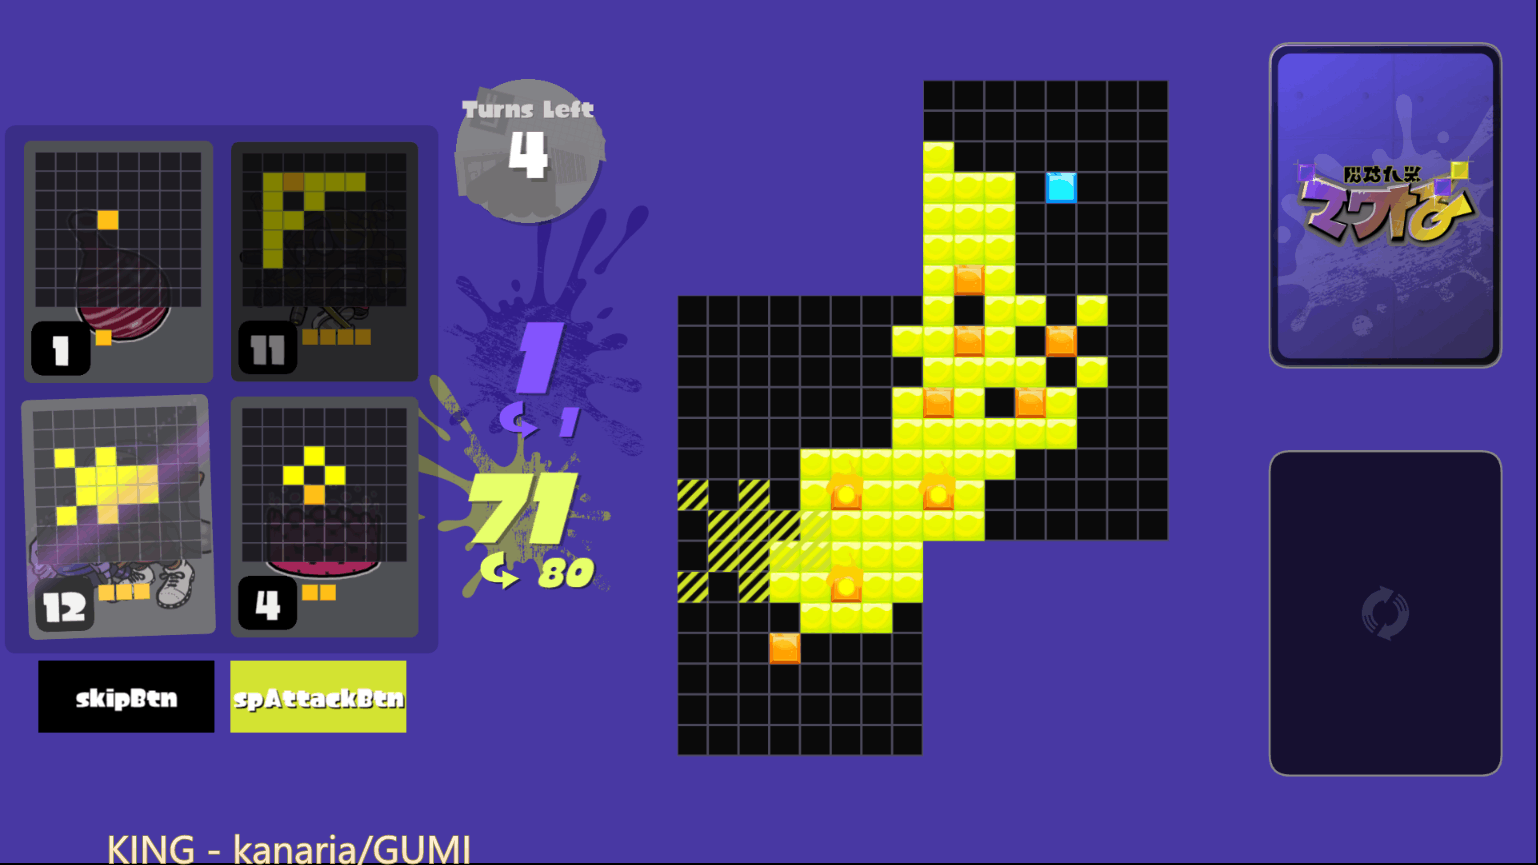 Turns Left
4
1
11
12
4
1
1
71
80
skipBtn
spAttackBtn
KING - kanaria/GUMI